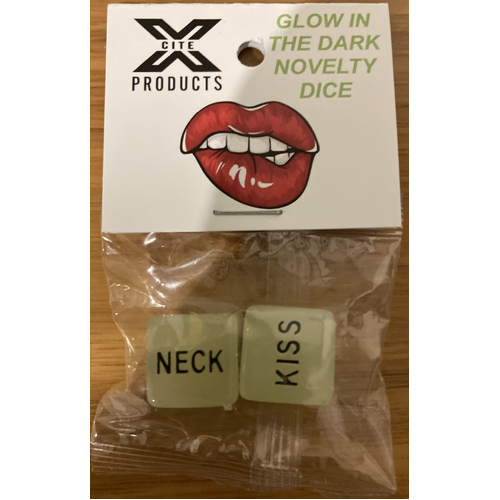 X
CITE
PRODUCTS
GLOW IN
THE DARK
NOVELTY
DICE
NECK
KISS